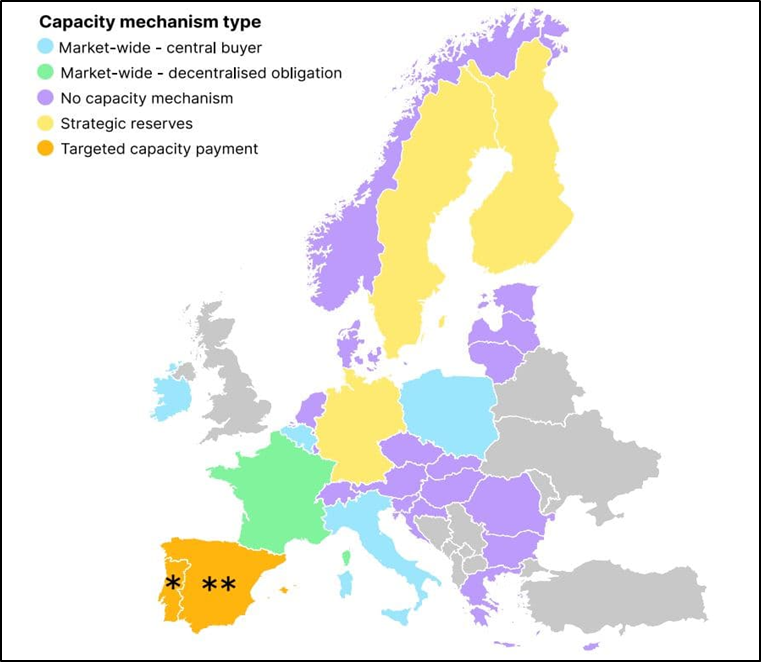 Capacity mechanism type
Market-wide - central buyer
Market-wide - decentralised obligation
No capacity mechanism
Strategic reserves
Targeted capacity payment
* **